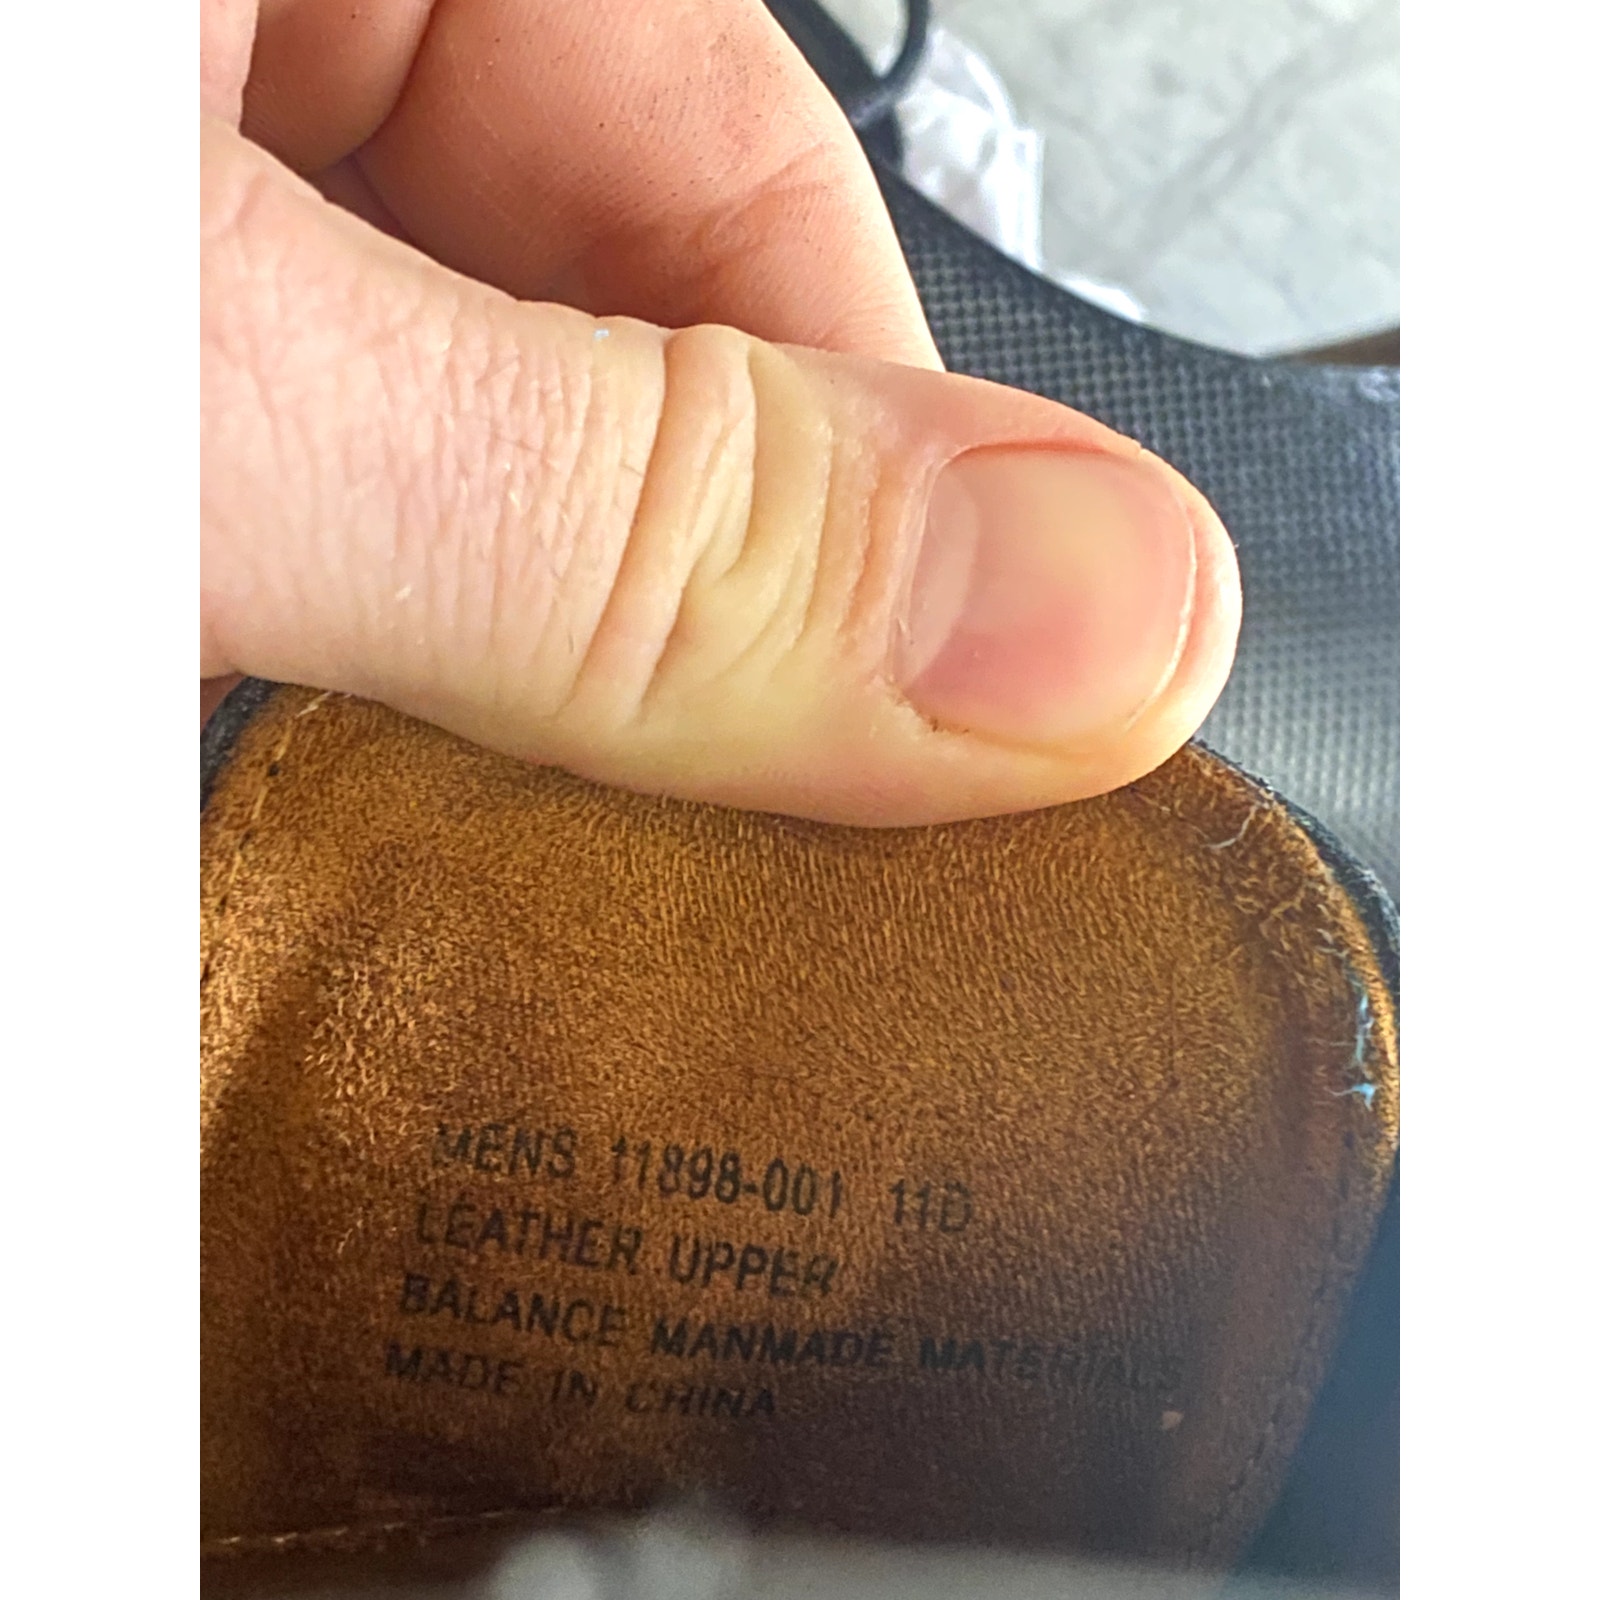 MENS 11898-001 11D
LEATHER UPPER
BALANCE MANMADE MATERIALS
MADE IN CHINA